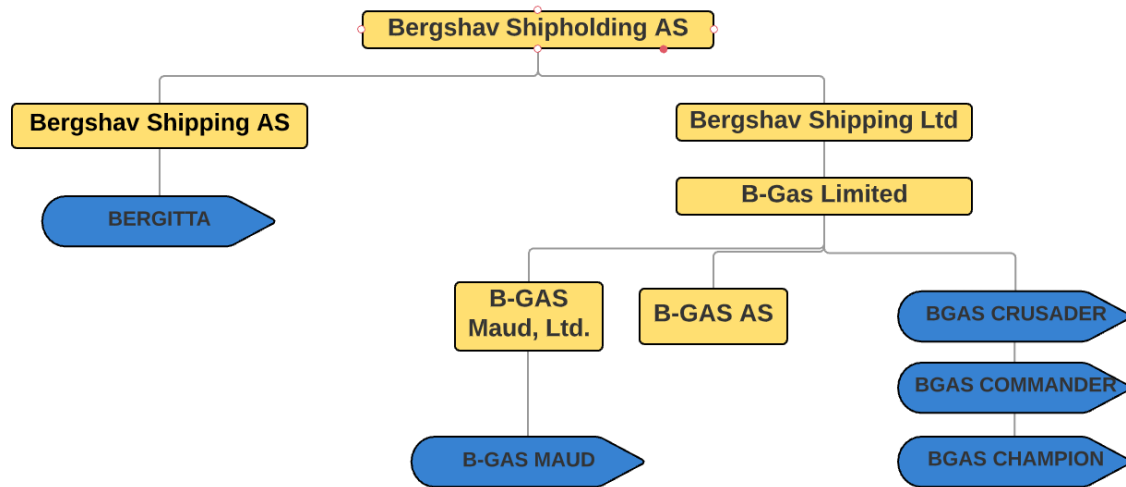 Bergshav Shipholding AS
Bergshav Shipping AS
Bergshav Shipping Ltd
B-Gas Limited
BERGITTA
B-GAS
Maud, Ltd.
B-GAS AS
BGAS CRUSADER
BGAS COMMANDER
B-GAS MAUD
BGAS CHAMPION